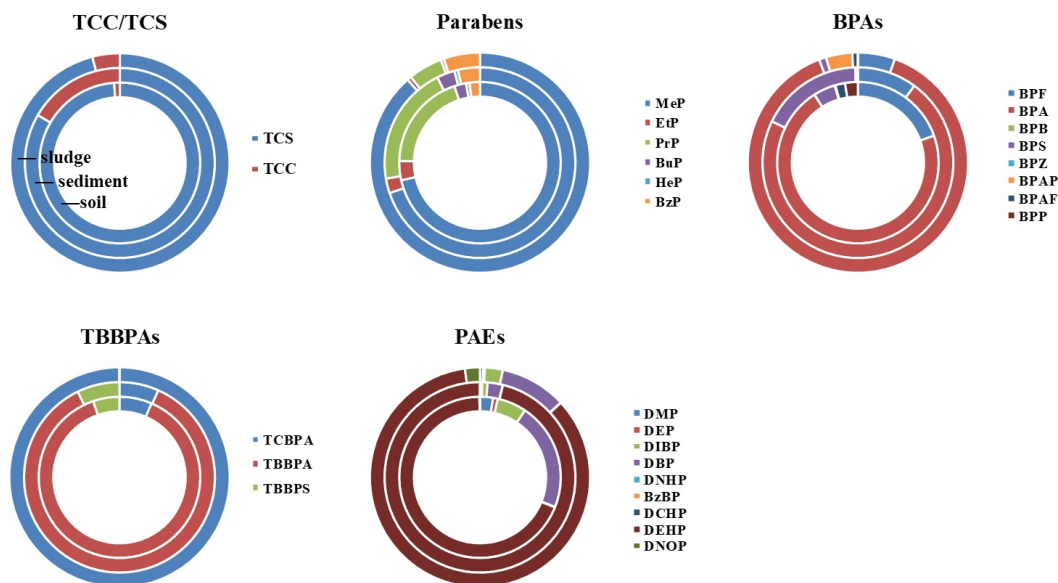 TCC/TCS
sludge
sediment
soil
TCS
TCC
Parabens
MeP
EtP
PrP
BuP
HeP
BzP
BPAs
BPF
BPA
BPB
BPS
BPZ
BPAP
BPAF
BPP
TBBPAs
TCBPA
TBBPA
TBBPS
PAEs
DMP
DEP
DIBP
DBP
DNHP
BzBP
DCHP
DEHP
DNOP